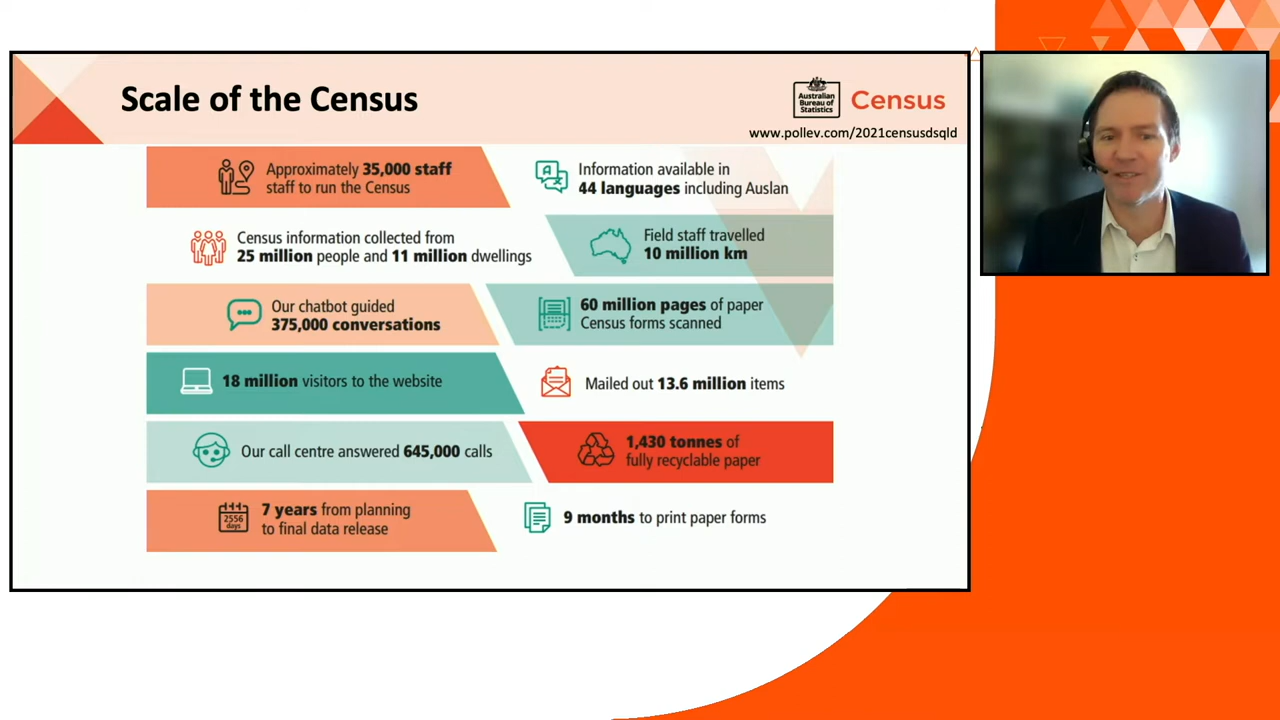 Scale of the Census
Australian
Bureau of
Statistics
Census
www.pollev.com/2021censusdsqld
Approximately 35,000 staff
staff to run the Census
Information available in
44 languages including Auslan
Census information collected from
25 million people and 11 million dwellings
Field staff travelled
10 million km
Our chatbot guided
375,000 conversations
60 million pages of paper
Census forms scanned
18 million visitors to the website
Mailed out 13.6 million items
Our call centre answered 645,000 calls
1,430 tonnes of
fully recyclable paper
2556
days
7 years from planning
to final data release
9 months to print paper forms